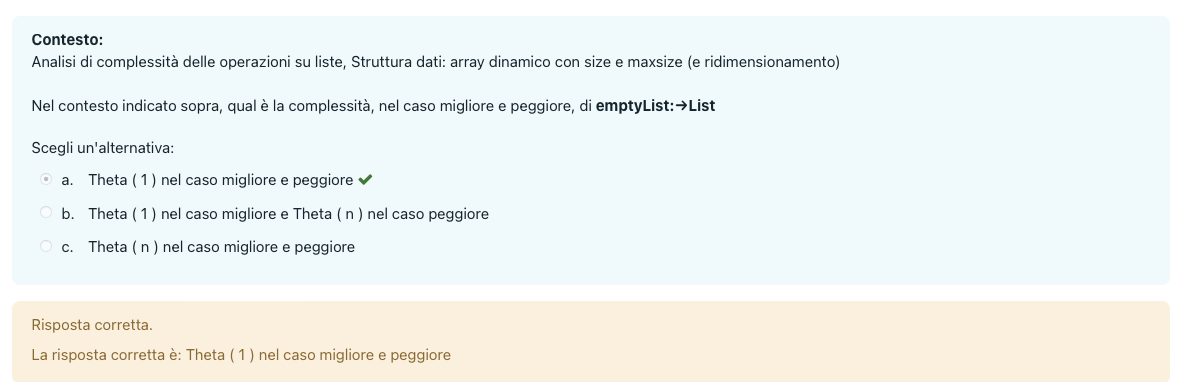 Contesto:
Analisi di complessità delle operazioni su liste, Struttura dati: array dinamico con size e maxsize (e ridimensionamento)
Nel contesto indicato sopra, qual è la complessità, nel caso migliore e peggiore, di emptyList:→List
Scegli un'alternativa:
a. Theta ( 1 ) nel caso migliore e peggiore
b. Theta ( 1 ) nel caso migliore e Theta ( n ) nel caso peggiore
c. Theta ( n ) nel caso migliore e peggiore
Risposta corretta.
La risposta corretta è: Theta ( 1 ) nel caso migliore e peggiore